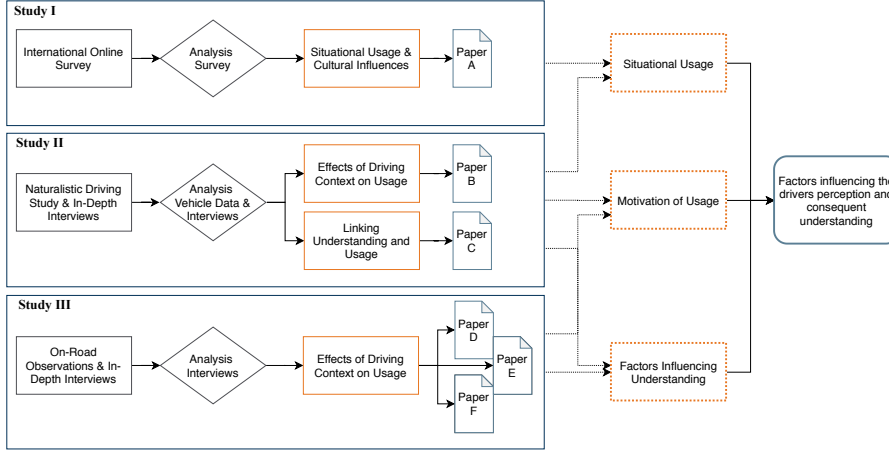 Study I
International Online
Survey
Analysis
Survey
Situational Usage &
Cultural Influences
Paper
A
Situational Usage
Study II
Naturalistic Driving
Study & In-Depth
Interviews
Analysis
Vehicle Data &
Interviews
Effects of Driving
Context on Usage
Paper
B
Linking
Understanding and
Usage
Paper
C
Motivation of Usage
Factors influencing the
drivers perception and
consequent
understanding
Study III
On-Road
Observations & In-
Depth Interviews
Analysis
Interviews
Effects of Driving
Context on Usage
Paper
D
Paper
E
Paper
F
Factors Influencing
Understanding